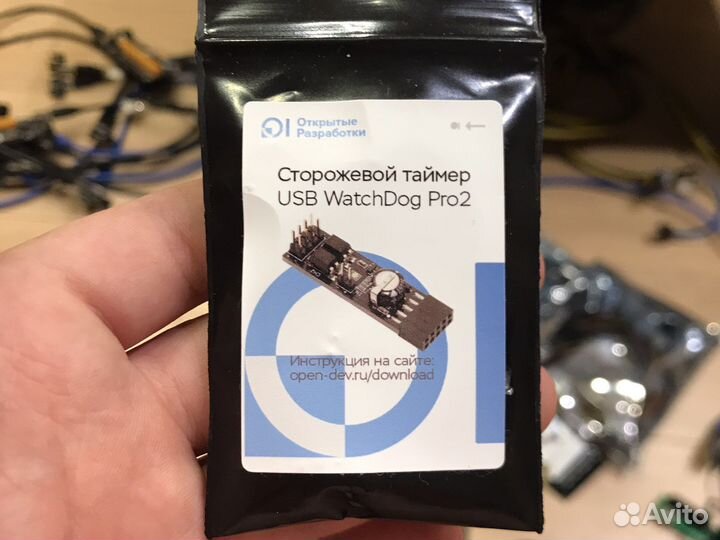 Открытые
Разработки
Сторожевой таймер
USB WatchDog Pro2
Инструкция на сайте:
open-dev.ru/download
Avito